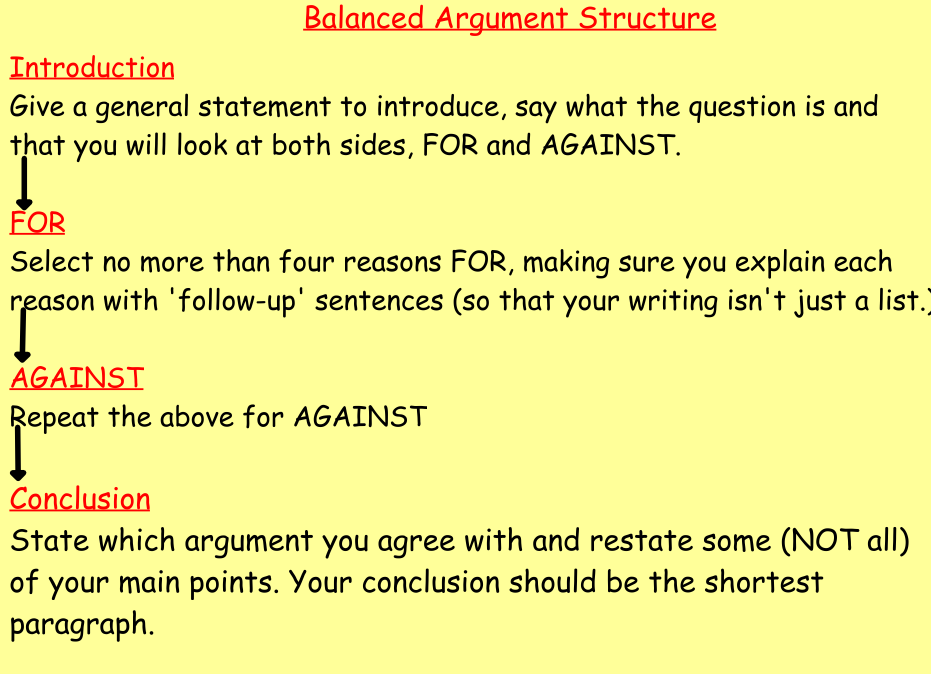 Balanced Argument Structure
Introduction
Give a general statement to introduce, say what the question is and
that you will look at both sides, FOR and AGAINST.
FOR
Select no more than four reasons FOR, making sure you explain each
reason with 'follow-up' sentences (so that your writing isn't just a list.)
AGAINST
Repeat the above for AGAINST
Conclusion
State which argument you agree with and restate some (NOT all)
of your main points. Your conclusion should be the shortest
paragraph.